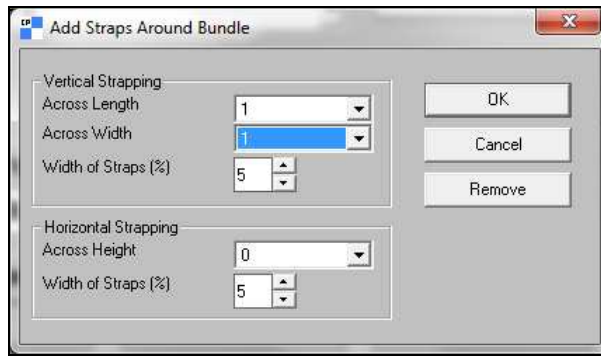 CP Add Straps Around Bundle
Vertical Strapping
Across Length 1
Across Width 1
Width of Straps (%) 5
Horizontal Strapping
Across Height 0
Width of Straps (%) 5
OK
Cancel
Remove